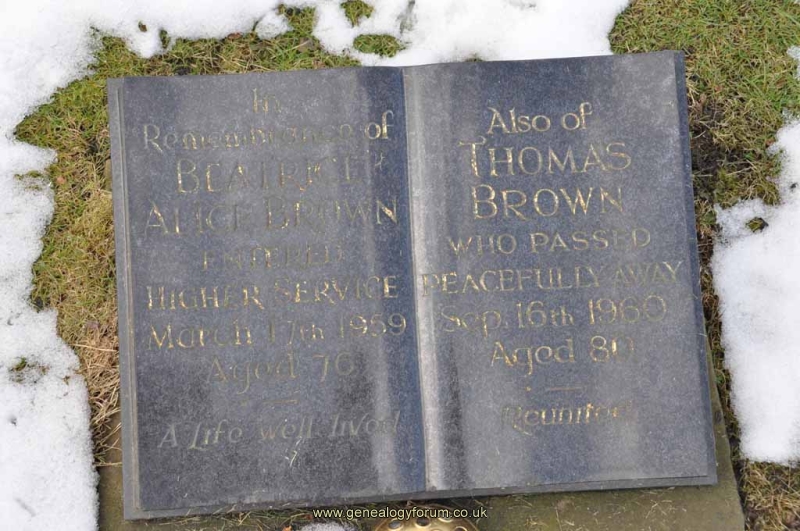 In
Remembrance of
BEATRICE
ALICE BROWN
ENTERED
HIGHER SERVICE
March 17th 1959
Aged 76
A Life well lived
Also of
THOMAS
BROWN
WHO PASSED
PEACEFULLY AWAY
Sep. 16th 1960
Aged 80
Reunited
www.genealogyforum.co.uk